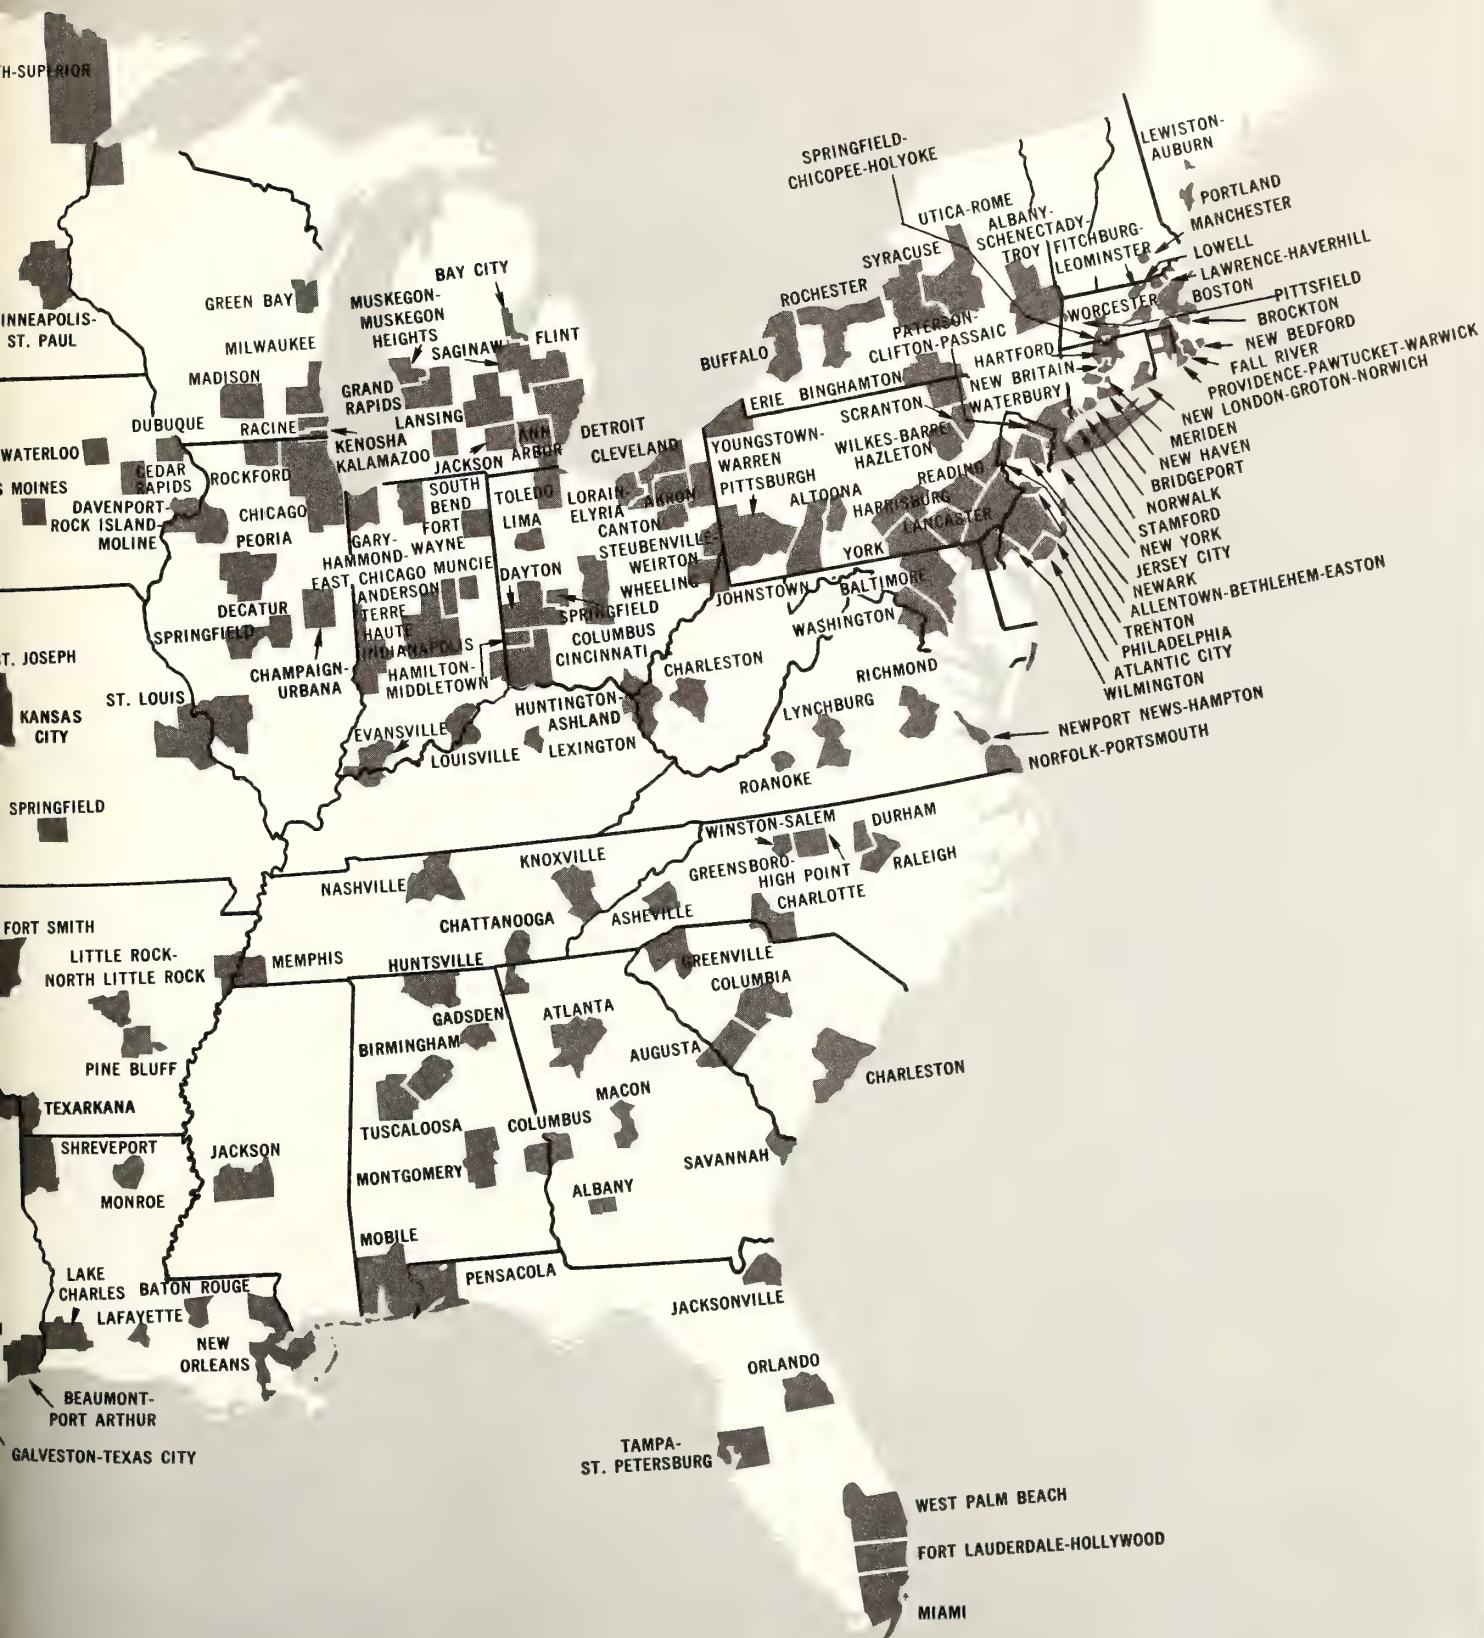 H-SUPERIOR
INNEAPOLIS-
ST. PAUL
WATERLOO
S MOINES
T. JOSEPH
KANSAS
CITY
SPRINGFIELD
FORT SMITH
LITTLE ROCK-
NORTH LITTLE ROCK
PINE BLUFF
TEXARKANA
SHREVEPORT
MONROE
LAKE
CHARLES
BATON ROUGE
LAFAYETTE
NEW
ORLEANS
BEAUMONT-
PORT ARTHUR
GALVESTON-TEXAS CITY
GREEN BAY
MILWAUKEE
MADISON
DUBUQUE
RACINE
KENOSHA
CEDAR
RAPIDS
ROCKFORD
DAVENPORT-
ROCK ISLAND-
MOLINE
CHICAGO
PEORIA
DECATUR
SPRINGFIELD
CHAMPAIGN-
URBANA
ST. LOUIS
BAY CITY
MUSKEGON-
MUSKEGON
HEIGHTS
SAGINAW
FLINT
GRAND
RAPIDS
LANSING
KALAMAZOO
JACKSON
ANN
ARBOR
DETROIT
SOUTH
BEND
FORT
WAYNE
GARY-
HAMMOND-
EAST CHICAGO
MUNCIE
ANDERSON
TERRE
HAUTE
INDIANAPOLIS
HAMILTON-
MIDDLETOWN
EVANSVILLE
LOUISVILLE
LEXINGTON
TOLEDO
LIMA
LORAIN-
ELYRIA
CLEVELAND
AKRON
CANTON
STEUBENVILLE-
WEIRTON
WHEELING
DAYTON
SPRINGFIELD
COLUMBUS
CINCINNATI
HUNTINGTON-
ASHLAND
CHARLESTON
YOUNGSTOWN-
WARREN
PITTSBURGH
ALTOONA
JOHNSTOWN
ERIE
BUFFALO
ROCHESTER
SYRACUSE
UTICA-ROME
ALBANY-
SCHENECTADY-
TROY
BINGHAMTON
SCRANTON
WILKES-BARRE
HAZLETON
READING
HARRISBURG
LANCASTER
YORK
BALTIMORE
WASHINGTON
PATERSON-
CLIFTON-PASSAIC
SPRINGFIELD-
CHICOPEE-HOLYOKE
FITCHBURG-
LEOMINSTER
WORCESTER
HARTFORD
NEW BRITAIN
WATERBURY
LEWISTON-
AUBURN
PORTLAND
MANCHESTER
LOWELL
LAWRENCE-HAVERHILL
BOSTON
PITTSFIELD
BROCKTON
NEW BEDFORD
FALL RIVER
PROVIDENCE-PAWTUCKET-WARWICK
NEW LONDON-GROTON-NORWICH
MERIDEN
NEW HAVEN
BRIDGEPORT
NORWALK
STAMFORD
NEW YORK
JERSEY CITY
NEWARK
ALLENTOWN-BETHLEHEM-EASTON
TRENTON
PHILADELPHIA
ATLANTIC CITY
WILMINGTON
NEWPORT NEWS-HAMPTON
NORFOLK-PORTSMOUTH
RICHMOND
LYNCHBURG
ROANOKE
WINSTON-SALEM
DURHAM
GREENSBORO-
HIGH POINT
RALEIGH
CHARLOTTE
ASHEVILLE
KNOXVILLE
NASHVILLE
CHATTANOOGA
MEMPHIS
HUNTSVILLE
GREENVILLE
COLUMBIA
GADSDEN
ATLANTA
BIRMINGHAM
AUGUSTA
CHARLESTON
MACON
TUSCALOOSA
COLUMBUS
JACKSON
MONTGOMERY
SAVANNAH
ALBANY
MOBILE
PENSACOLA
JACKSONVILLE
ORLANDO
TAMPA-
ST. PETERSBURG
WEST PALM BEACH
FORT LAUDERDALE-HOLLYWOOD
MIAMI